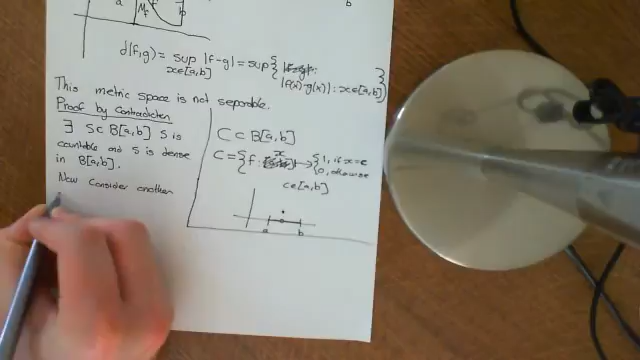 a
M_f
b
b
d(f,g) = sup |f-g| = sup{
x∈[a,b]
|f(x)-g(x)| : x∈[a,b]}
This metric space is not separable.
Proof by Contradiction
∃ S⊂B[a,b] S is
countable and S is dense
in B[a,b].
Now consider another
C ⊂ B[a,b]
C = {f: x → {1, if x=c
{0, otherwise
c∈[a,b]
a b